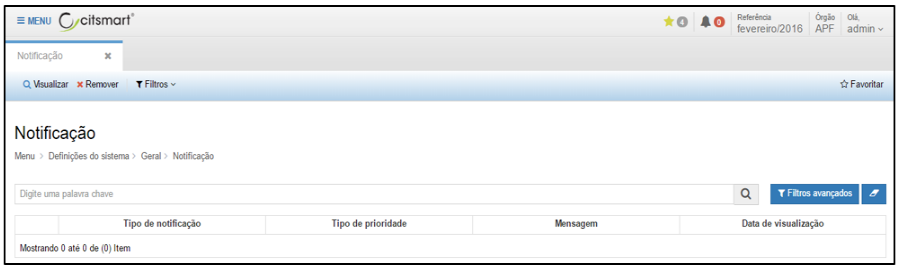 ≡ MENU citsmart®
4 0 Referência fevereiro/2016 Órgão APF Olá, admin
Notificação ×
Visualizar × Remover Filtros Favoritar
Notificação
Menu > Definições do sistema > Geral > Notificação
Digite uma palavra chave Filtros avançados
Tipo de notificação Tipo de prioridade Mensagem Data de visualização
Mostrando 0 até 0 de (0) Item